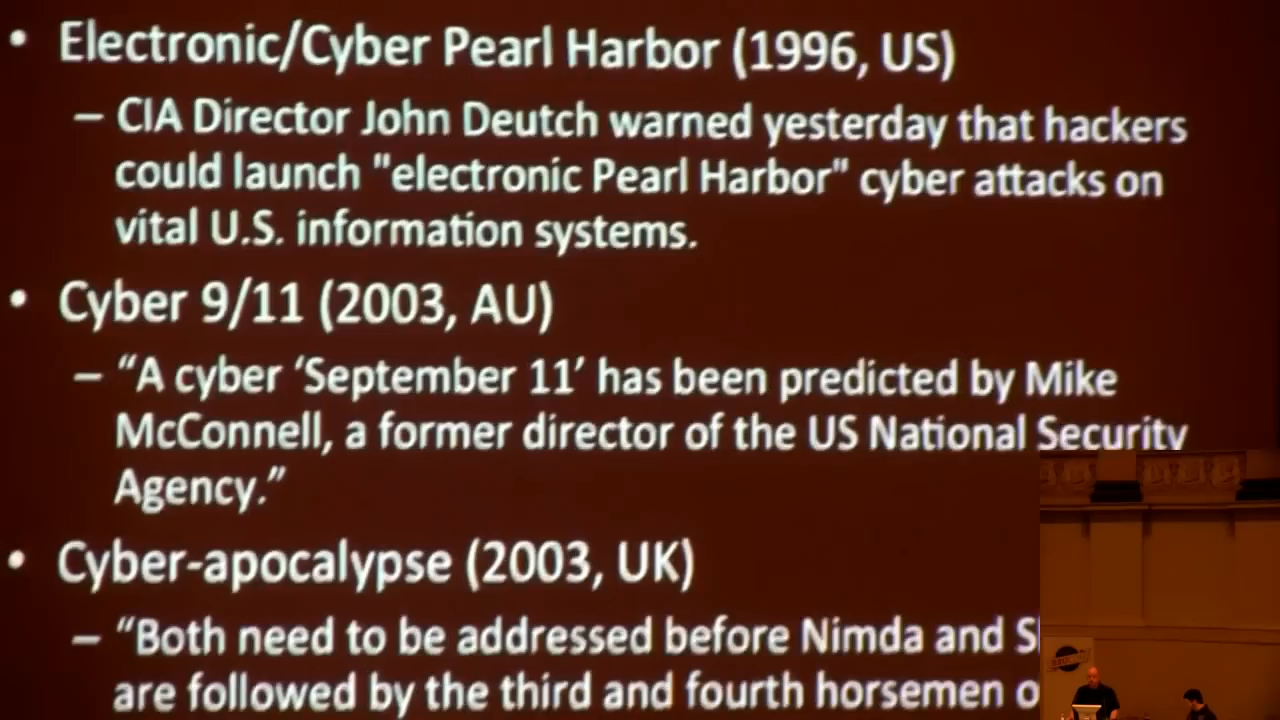 • Electronic/Cyber Pearl Harbor (1996, US)
– CIA Director John Deutch warned yesterday that hackers
could launch "electronic Pearl Harbor" cyber attacks on
vital U.S. information systems.
• Cyber 9/11 (2003, AU)
– “A cyber ‘September 11’ has been predicted by Mike
McConnell, a former director of the US National Security
Agency.”
• Cyber-apocalypse (2003, UK)
– “Both need to be addressed before Nimda and
are followed by the third and fourth horsemen